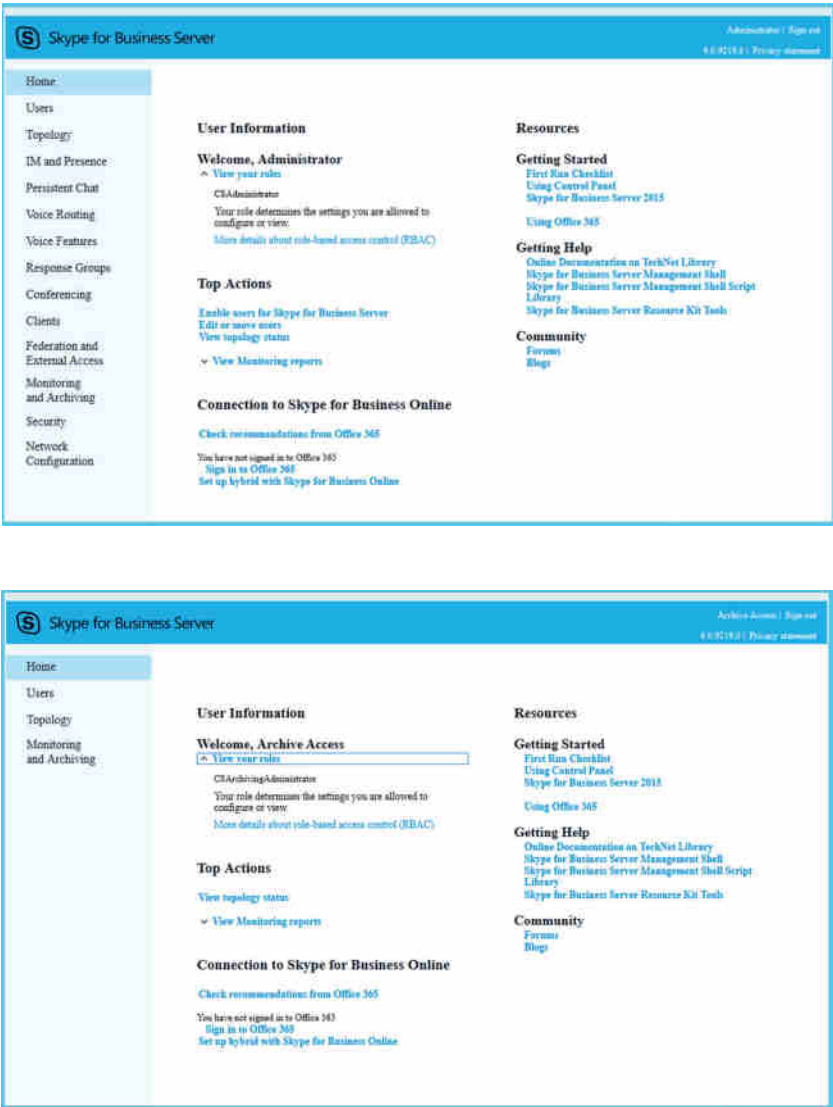 Skype for Business Server
Administrator | Sign out
Privacy statement
Home
Users
Topology
IM and Presence
Persistent Chat
Voice Routing
Voice Features
Response Groups
Conferencing
Clients
Federation and
External Access
Monitoring
and Archiving
Security
Network
Configuration
User Information
Welcome, Administrator
View your roles
CSAdministrator
Your role determines the settings you are allowed to
configure or view.
More details about role-based access control (RBAC)
Top Actions
Enable users for Skype for Business Server
Edit or move users
View topology status
View Monitoring reports
Connection to Skype for Business Online
Check recommendations from Office 365
You have not signed in to Office 365
Sign in to Office 365
Set up hybrid with Skype for Business Online
Resources
Getting Started
First Run Checklist
Using Control Panel
Skype for Business Server 2015
Using Office 365
Getting Help
Online Documentation on TechNet Library
Skype for Business Server Management Shell
Skype for Business Server Management Shell Script
Library
Skype for Business Server Resource Kit Tools
Community
Forums
Blogs
Skype for Business Server
Archive Access | Sign out
Privacy statement
Home
Users
Topology
Monitoring
and Archiving
User Information
Welcome, Archive Access
View your roles
CSArchivingAdministrator
Your role determines the settings you are allowed to
configure or view.
More details about role-based access control (RBAC)
Top Actions
View topology status
View Monitoring reports
Connection to Skype for Business Online
Check recommendations from Office 365
You have not signed in to Office 365
Sign in to Office 365
Set up hybrid with Skype for Business Online
Resources
Getting Started
First Run Checklist
Using Control Panel
Skype for Business Server 2015
Using Office 365
Getting Help
Online Documentation on TechNet Library
Skype for Business Server Management Shell
Skype for Business Server Management Shell Script
Library
Skype for Business Server Resource Kit Tools
Community
Forums
Blogs